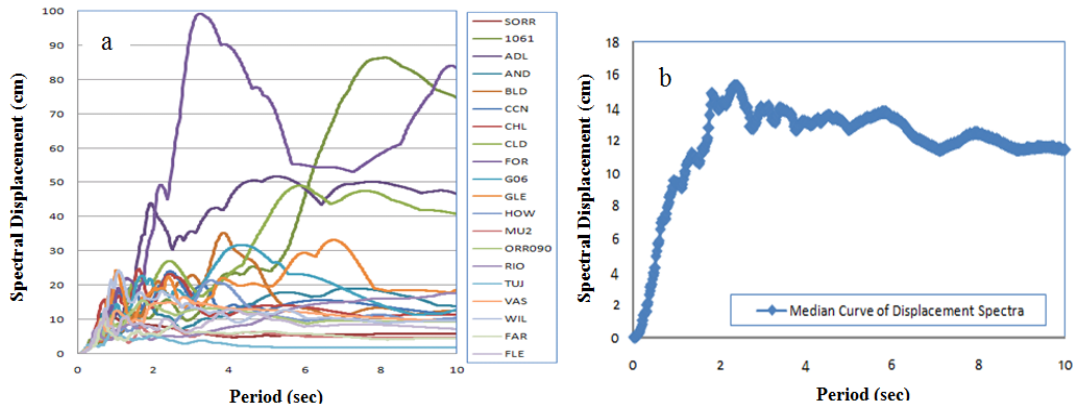 a
Spectral Displacement (cm)
100
90
80
70
60
50
40
30
20
10
0
0 2 4 6 8 10
Period (sec)
SORR
1061
ADL
AND
BLD
CCN
CHL
CLD
FOR
G06
GLE
HOW
MU2
ORR090
RIO
TUJ
VAS
WIL
FAR
FLE
b
Spectral Displacement (cm)
18
16
14
12
10
8
6
4
2
0
0 2 4 6 8 10
Median Curve of Displacement Spectra
Period (sec)